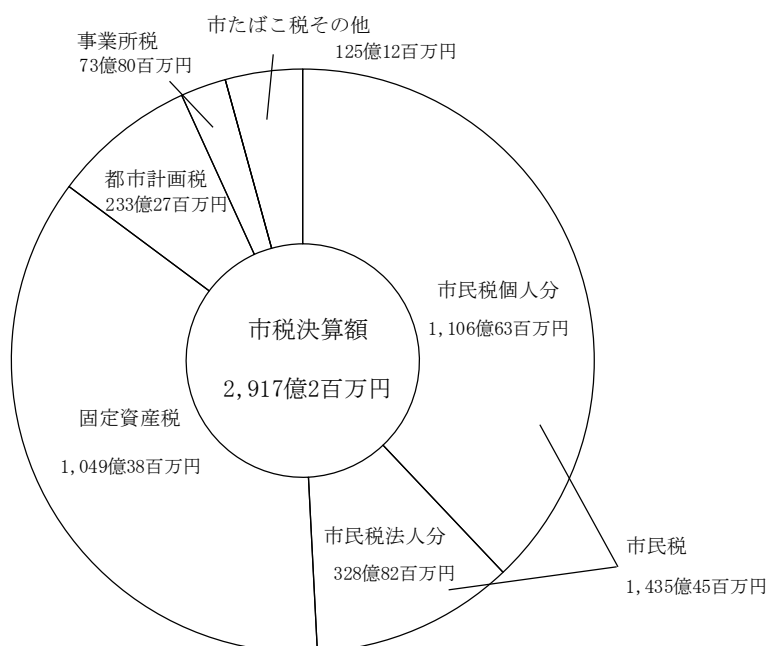 市たばこ税その他
125億12百万円
事業所税
73億80百万円
都市計画税
233億27百万円
市民税個人分
1,106億63百万円
市税決算額
2,917億2百万円
固定資産税
1,049億38百万円
市民税法人分
328億82百万円
市民税
1,435億45百万円